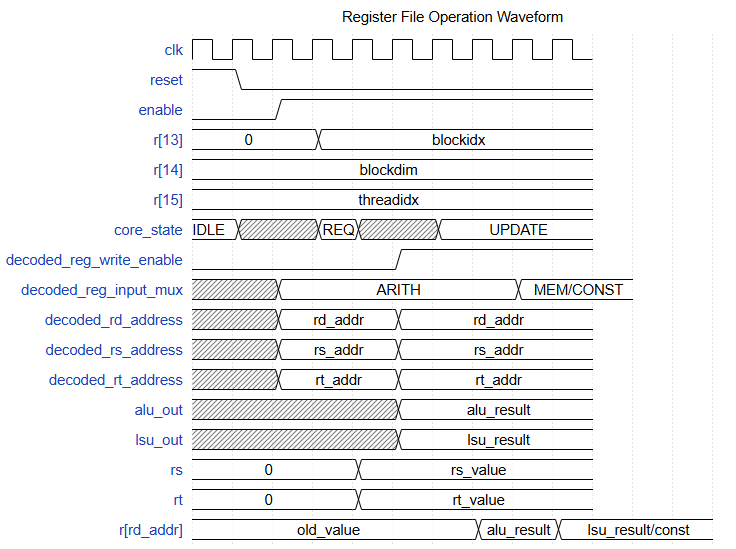 Register File Operation Waveform
clk
reset
enable
r[13] 0 blockidx
r[14] blockdim
r[15] threadidx
core_state IDLE REQ UPDATE
decoded_reg_write_enable
decoded_reg_input_mux ARITH MEM/CONST
decoded_rd_address rd_addr rd_addr
decoded_rs_address rs_addr rs_addr
decoded_rt_address rt_addr rt_addr
alu_out alu_result
lsu_out lsu_result
rs 0 rs_value
rt 0 rt_value
r[rd_addr] old_value alu_result lsu_result/const